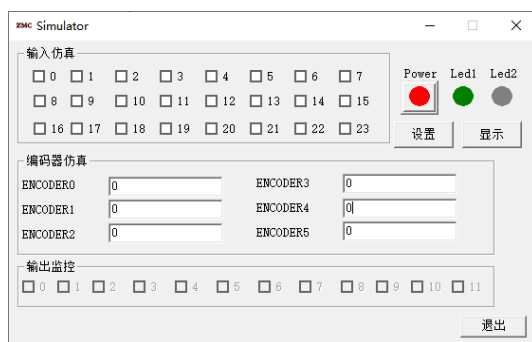 ZMC Simulator
输入仿真
0 1 2 3 4 5 6 7
Power Led1 Led2
8 9 10 11 12 13 14 15
16 17 18 19 20 21 22 23
设置 显示
编码器仿真
ENCODER0 0 ENCODER3 0
ENCODER1 0 ENCODER4 0
ENCODER2 0 ENCODER5 0
输出监控
0 1 2 3 4 5 6 7 8 9 10 11
退出